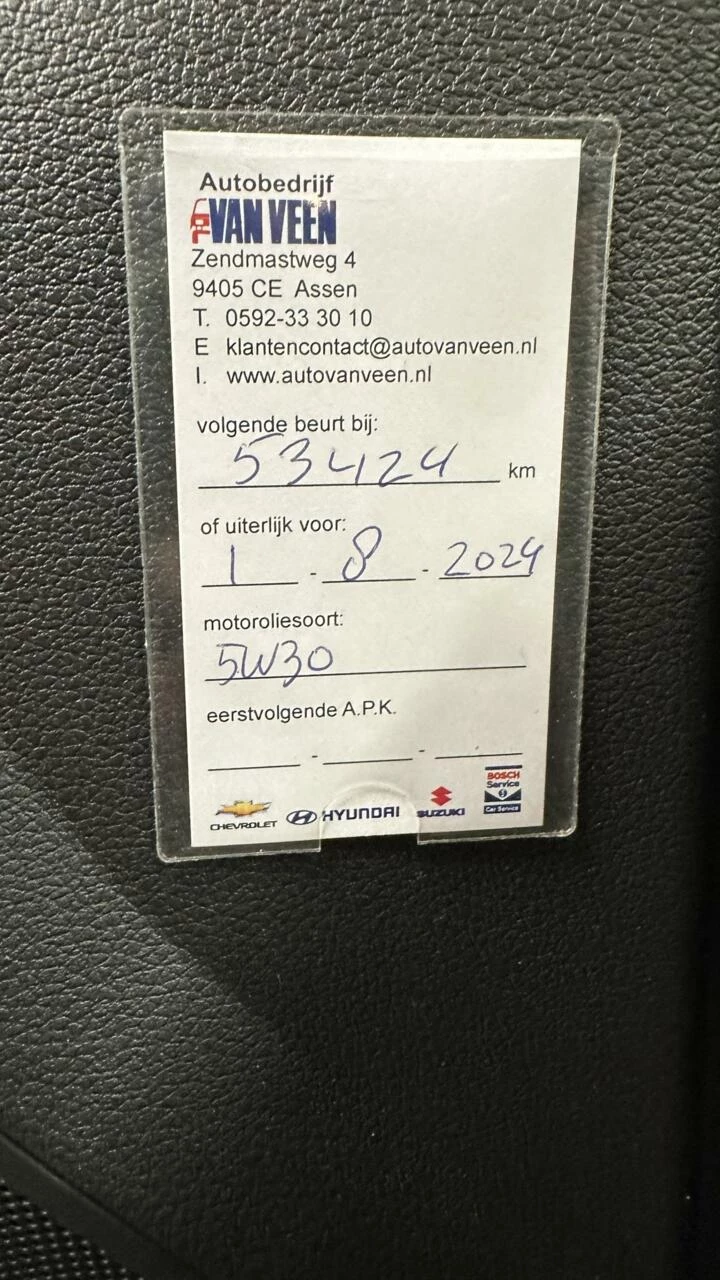 Autobedrijf
VAN VEEN
Zendmastweg 4
9405 CE Assen
T. 0592-33 30 10
E klantencontact@autovanveen.nl
I. www.autovanveen.nl
volgende beurt bij:
53424 km
of uiterlijk voor:
1 - 8 - 2024
motoroliesoort:
5W30
eerstvolgende A.P.K.
- -
CHEVROLET HYUNDAI SUZUKI BOSCH Service Car Service